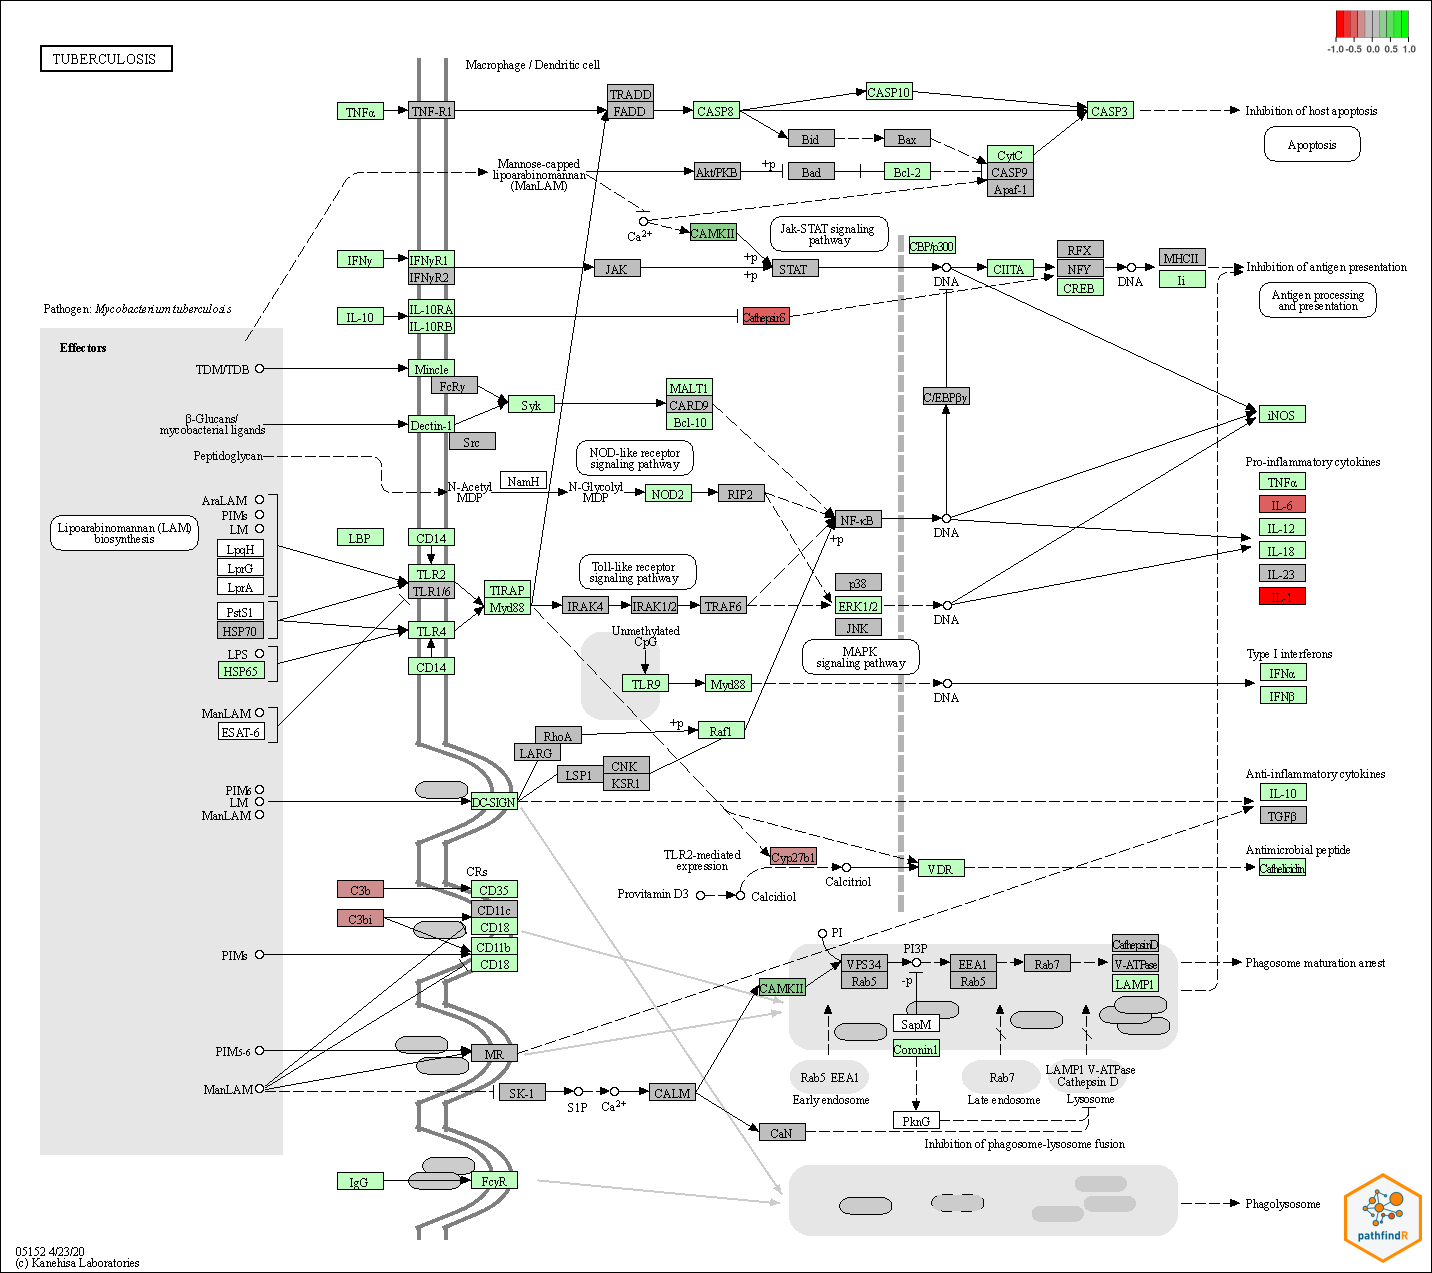 TUBERCULOSIS
Macrophage / Dendritic cell
-1.0 -0.5 0.0 0.5 1.0
TNFα
TNF-R1
TRADD
FADD
CASP8
CASP10
CASP3
Inhibition of host apoptosis
Bid
Bax
Apoptosis
Mannose-capped
lipoarabinomannan
(ManLAM)
Akt/PKB
+p
Bad
Bcl-2
CytC
CASP9
Apaf-1
Ca2+
CAMKII
Jak-STAT signaling
pathway
CBP/p300
IFNγ
IFNγR1
IFNγR2
JAK
+p
+p
STAT
DNA
CIITA
RFX
NFY
CREB
DNA
MHCII
Ii
Inhibition of antigen presentation
Antigen processing
and presentation
Pathogen: Mycobacterium tuberculosis
IL-10
IL-10RA
IL-10RB
CathepsinS
Effectors
TDM/TDB
Mincle
FcRγ
Syk
MALT1
CARD9
Bcl-10
C/EBPβγ
iNOS
β-Glucans/
mycobacterial ligands
Dectin-1
Src
Peptidoglycan
NOD-like receptor
signaling pathway
N-Acetyl
MDP
NamH
N-Glycolyl
MDP
NOD2
RIP2
NF-κB
+p
DNA
Pro-inflammatory cytokines
TNFα
IL-6
IL-12
IL-18
IL-23
IL-1
AraLAM
PIMs
LM
LpqH
LprG
LprA
Lipoarabinomannan (LAM)
biosynthesis
LBP
CD14
TLR2
TLR1/6
TIRAP
Myd88
Toll-like receptor
signaling pathway
IRAK4
IRAK1/2
TRAF6
p38
ERK1/2
JNK
DNA
PstS1
HSP70
TLR4
CD14
LPS
HSP65
Unmethylated
CpG
TLR9
Myd88
MAPK
signaling pathway
DNA
Type I interferons
IFNα
IFNβ
ManLAM
ESAT-6
RhoA
LARG
+p
Raf1
LSP1
CNK
KSR1
PIMs
LM
ManLAM
DC-SIGN
Anti-inflammatory cytokines
IL-10
TGFβ
TLR2-mediated
expression
Cyp27b1
VDR
Antimicrobial peptide
Cathelicidin
Provitamin D3
Calcidiol
Calcitriol
CRs
C3b
CD35
C3bi
CD11c
CD18
CD11b
CD18
PIMs
PI
VPS34
Rab5
PI3P
-p
EEA1
Rab5
Rab7
CathepsinD
V-ATPase
LAMP1
Phagosome maturation arrest
CAMKII
SapM
Coronin1
PIM5-6
MR
Rab5 EEA1
Early endosome
Rab7
Late endosome
LAMP1 V-ATPase
Cathepsin D
Lysosome
ManLAM
SK-1
S1P
Ca2+
CALM
CaN
PknG
Inhibition of phagosome-lysosome fusion
IgG
FcγR
Phagolysosome
pathfindR
05152 4/23/20
(c) Kanehisa Laboratories